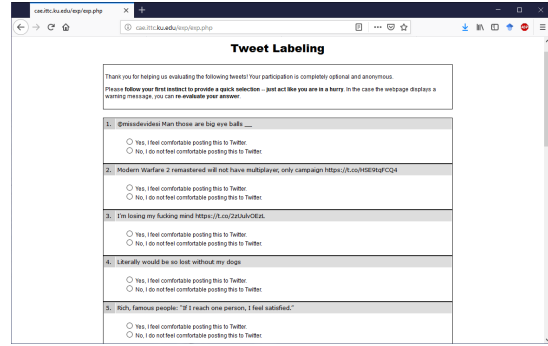 cae.ittc.ku.edu/exp/exp.php
cae.ittc.ku.edu/exp/exp.php
Tweet Labeling
Thank you for helping us evaluating the following tweets! Your participation is completely optional and anonymous.
Please follow your first instinct to provide a quick selection – just act like you are in a hurry. In the case the webpage displays a
warning message, you can re-evaluate your answer.
1. @missdevidesi Man those are big eye balls __
Yes, I feel comfortable posting this to Twitter.
No, I do not feel comfortable posting this to Twitter.
2. Modern Warfare 2 remastered will not have multiplayer, only campaign https://t.co/HSE9tqFCQ4
Yes, I feel comfortable posting this to Twitter.
No, I do not feel comfortable posting this to Twitter.
3. I'm losing my fucking mind https://t.co/2zUulvOEzL
Yes, I feel comfortable posting this to Twitter.
No, I do not feel comfortable posting this to Twitter.
4. Literally would be so lost without my dogs
Yes, I feel comfortable posting this to Twitter.
No, I do not feel comfortable posting this to Twitter.
5. Rich, famous people: "If I reach one person, I feel satisfied."
Yes, I feel comfortable posting this to Twitter.
No, I do not feel comfortable posting this to Twitter.